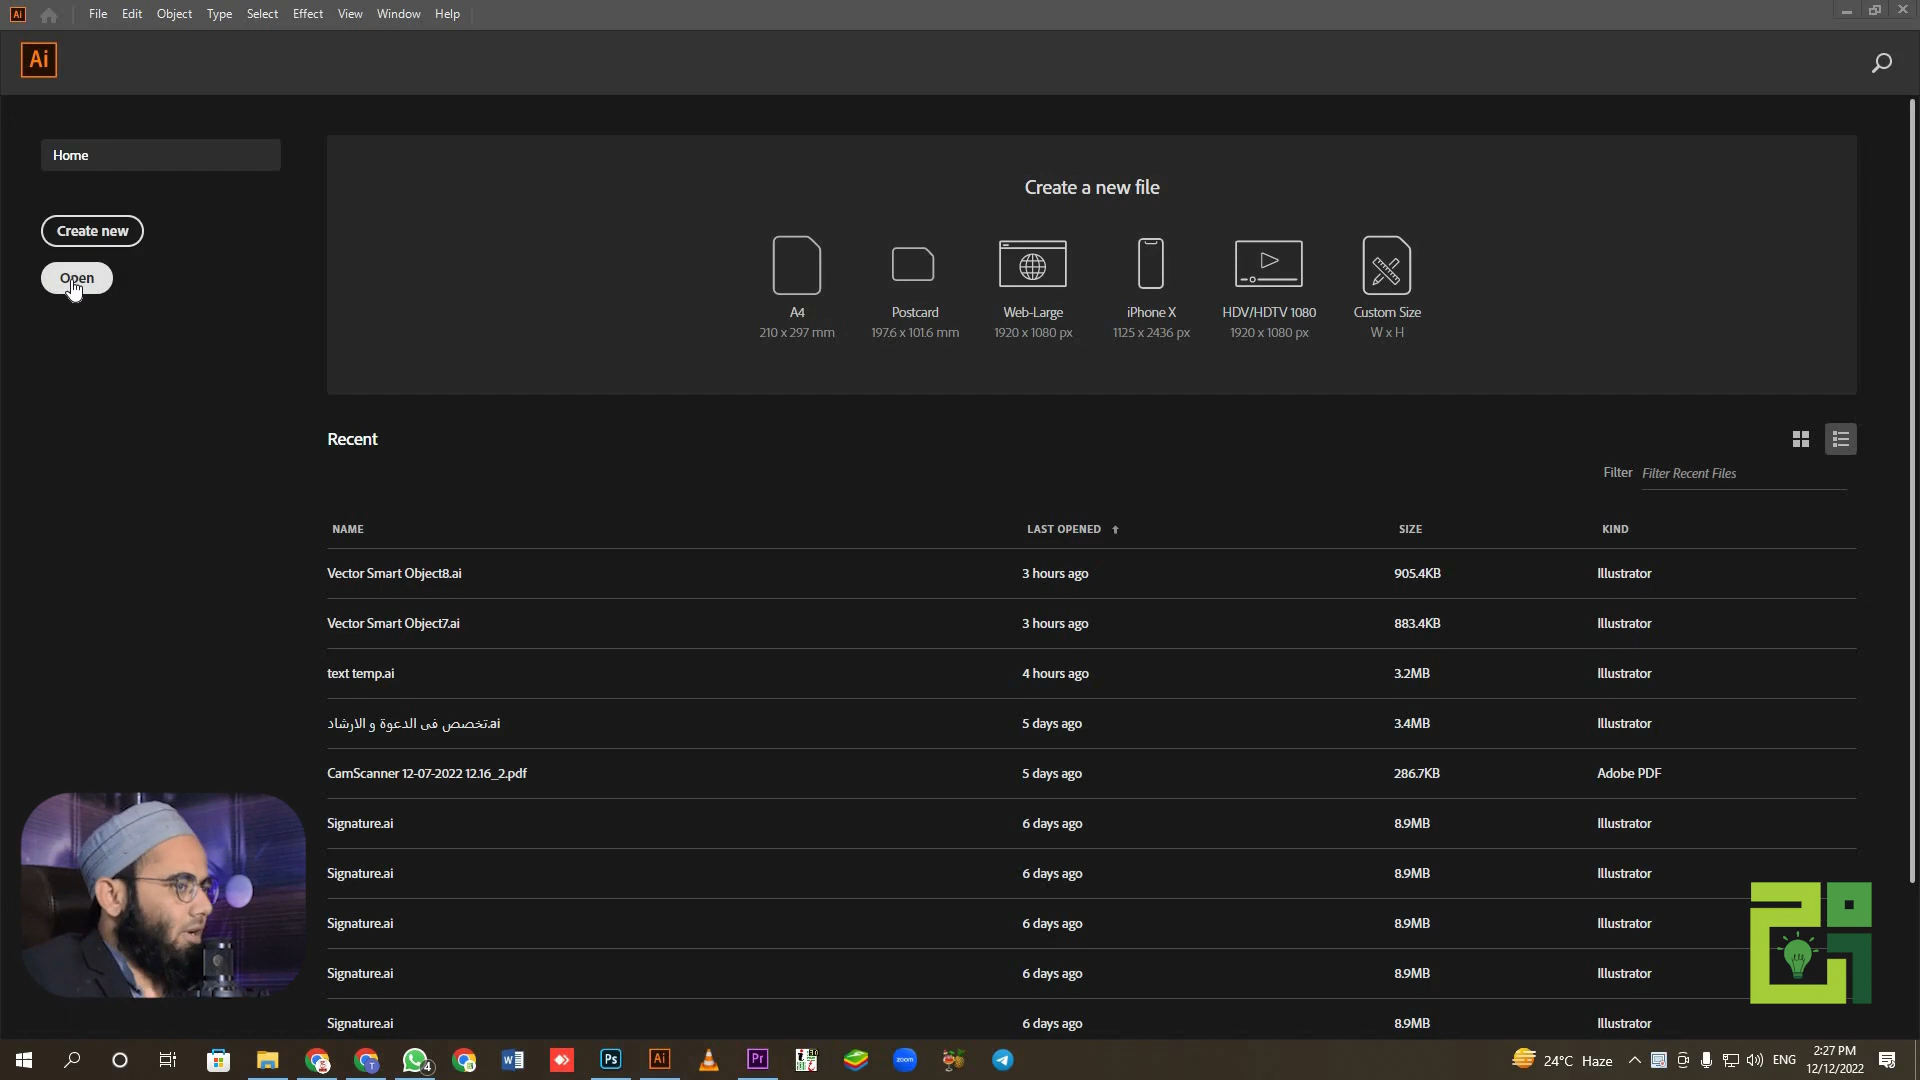 Ai File Edit Object Type Select Effect View Window Help
Ai
Home
Create new
Open
Create a new file
A4 Postcard Web-Large iPhone X HDV/HDTV 1080 Custom Size
210 x 297 mm 197.6 x 101.6 mm 1920 x 1080 px 1125 x 2436 px 1920 x 1080 px W x H
Recent
Filter Filter Recent Files
NAME LAST OPENED SIZE KIND
Vector Smart Object8.ai 3 hours ago 905.4KB Illustrator
Vector Smart Object7.ai 3 hours ago 883.4KB Illustrator
text temp.ai 4 hours ago 3.2MB Illustrator
تخصص فى الدعوة و الارشاد.ai 5 days ago 3.4MB Illustrator
CamScanner 12-07-2022 12.16_2.pdf 5 days ago 286.7KB Adobe PDF
Signature.ai 6 days ago 8.9MB Illustrator
Signature.ai 6 days ago 8.9MB Illustrator
Signature.ai 6 days ago 8.9MB Illustrator
Signature.ai 6 days ago 8.9MB Illustrator
Signature.ai 6 days ago 8.9MB Illustrator
4 Ps Ai Pr zoom 24°C Haze ENG 2:27 PM
12/12/2022